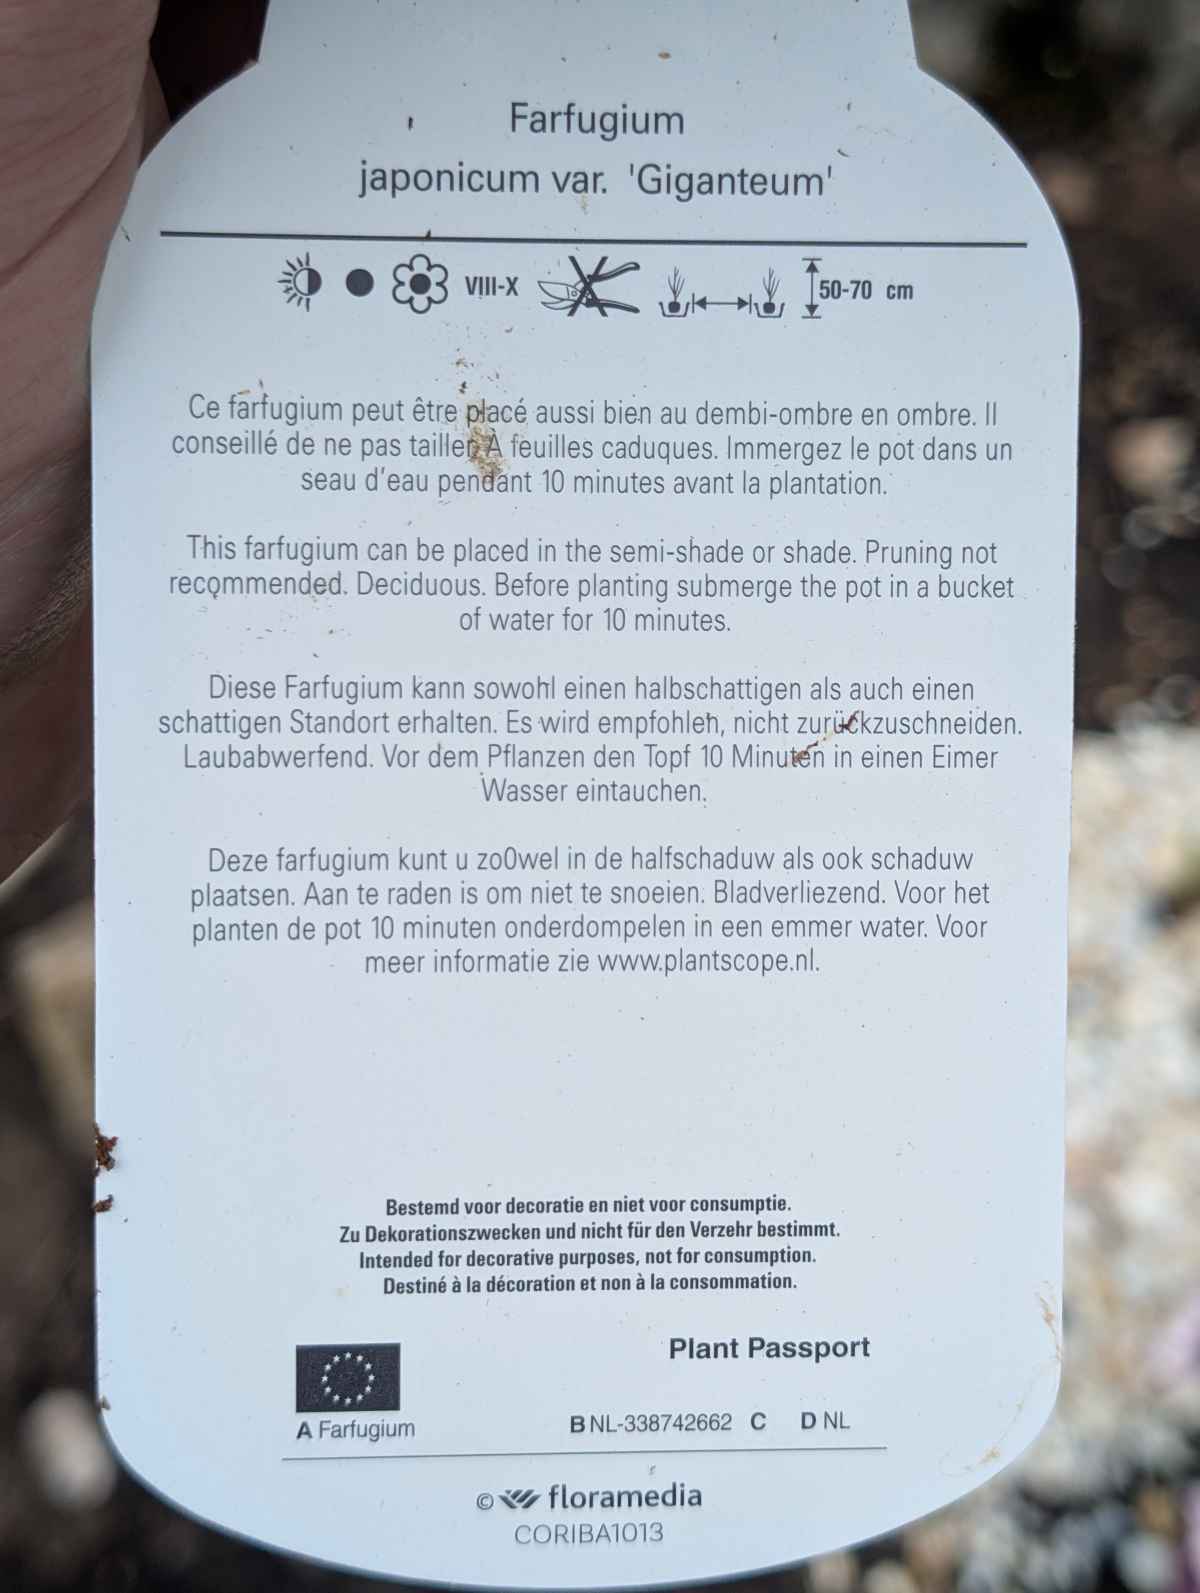 Farfugium
japonicum var. 'Giganteum'
VIII-X
50-70 cm
Ce farfugium peut être placé aussi bien au dembi-ombre en ombre. Il
conseillé de ne pas tailler. À feuilles caduques. Immergez le pot dans un
seau d'eau pendant 10 minutes avant la plantation.
This farfugium can be placed in the semi-shade or shade. Pruning not
recommended. Deciduous. Before planting submerge the pot in a bucket
of water for 10 minutes.
Diese Farfugium kann sowohl einen halbschattigen als auch einen
schattigen Standort erhalten. Es wird empfohlen, nicht zurückzuschneiden.
Laubabwerfend. Vor dem Pflanzen den Topf 10 Minuten in einen Eimer
Wasser eintauchen.
Deze farfugium kunt u zo0wel in de halfschaduw als ook schaduw
plaatsen. Aan te raden is om niet te snoeien. Bladverliezend. Voor het
planten de pot 10 minuten onderdompelen in een emmer water. Voor
meer informatie zie www.plantscope.nl.
Bestemd voor decoratie en niet voor consumptie.
Zu Dekorationszwecken und nicht für den Verzehr bestimmt.
Intended for decorative purposes, not for consumption.
Destiné à la décoration et non à la consommation.
Plant Passport
A Farfugium B NL-338742662 C D NL
© floramedia
CORIBA1013